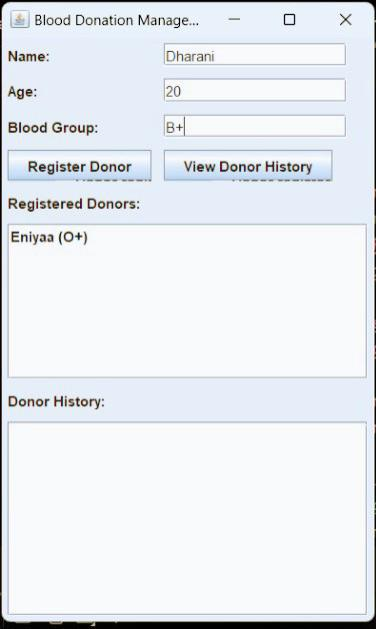 Blood Donation Manage...
Name: Dharani
Age: 20
Blood Group: B+
Register Donor View Donor History
Registered Donors:
Eniyaa (O+)
Donor History: